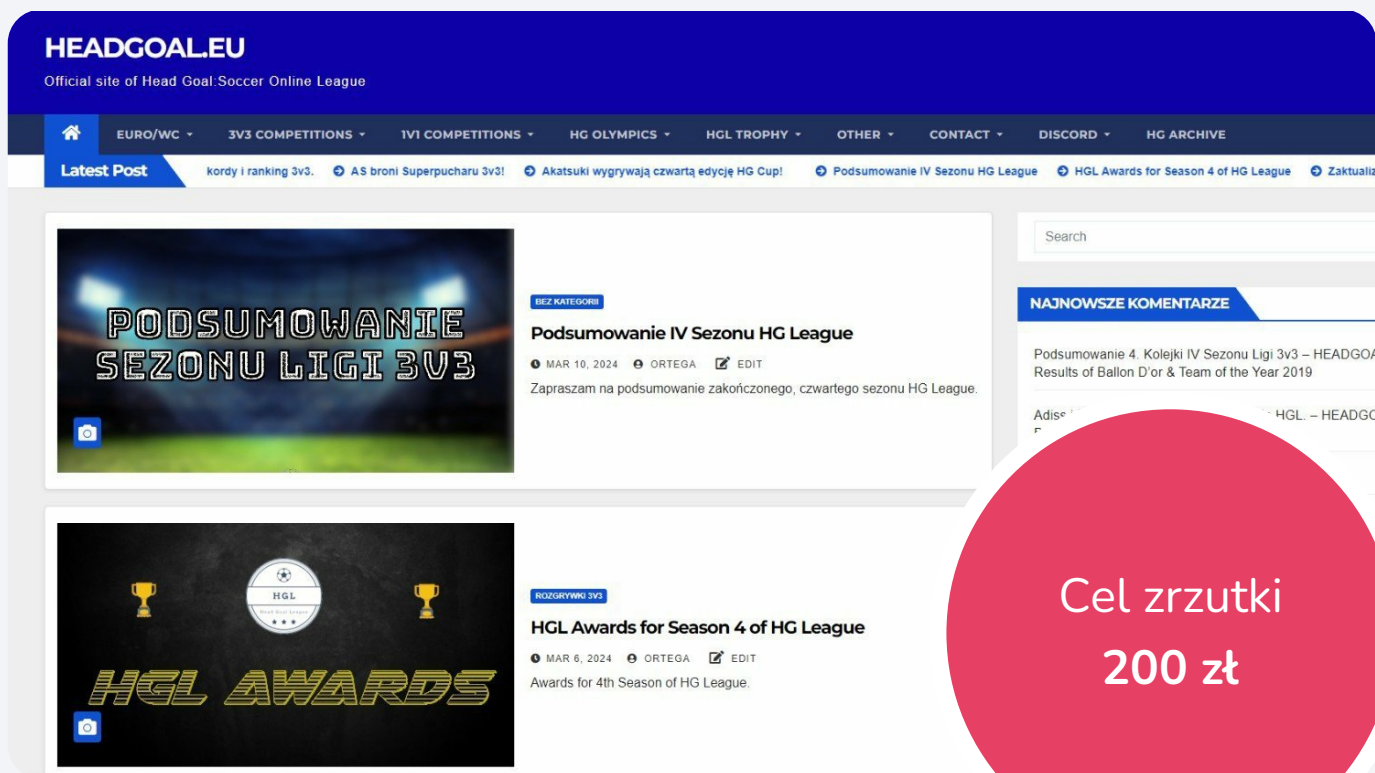 HEADGOAL.EU
Official site of Head Goal:Soccer Online League
EURO/WC
3V3 COMPETITIONS
1V1 COMPETITIONS
HG OLYMPICS
HGL TROPHY
OTHER
CONTACT
DISCORD
HG ARCHIVE
Latest Post
kordy i ranking 3v3.
AS broni Superpucharu 3v3!
Akatsuki wygrywają czwartą edycję HG Cup!
Podsumowanie IV Sezonu HG League
HGL Awards for Season 4 of HG League
Zaktualiz
PODSUMOWANIE
SEZONU LIGI 3V3
BEZ KATEGORII
Podsumowanie IV Sezonu HG League
MAR 10, 2024 ORTEGA EDIT
Zapraszam na podsumowanie zakończonego, czwartego sezonu HG League.
Search
NAJNOWSZE KOMENTARZE
Podsumowanie 4. Kolejki IV Sezonu Ligi 3v3 – HEADGOA
Results of Ballon D'or & Team of the Year 2019
Adiss
HGL. – HEADGO
HGL
Head Goal League
HGL AWARDS
ROZGRYWKI 3V3
HGL Awards for Season 4 of HG League
MAR 6, 2024 ORTEGA EDIT
Awards for 4th Season of HG League.
Cel zrzutki
200 zł